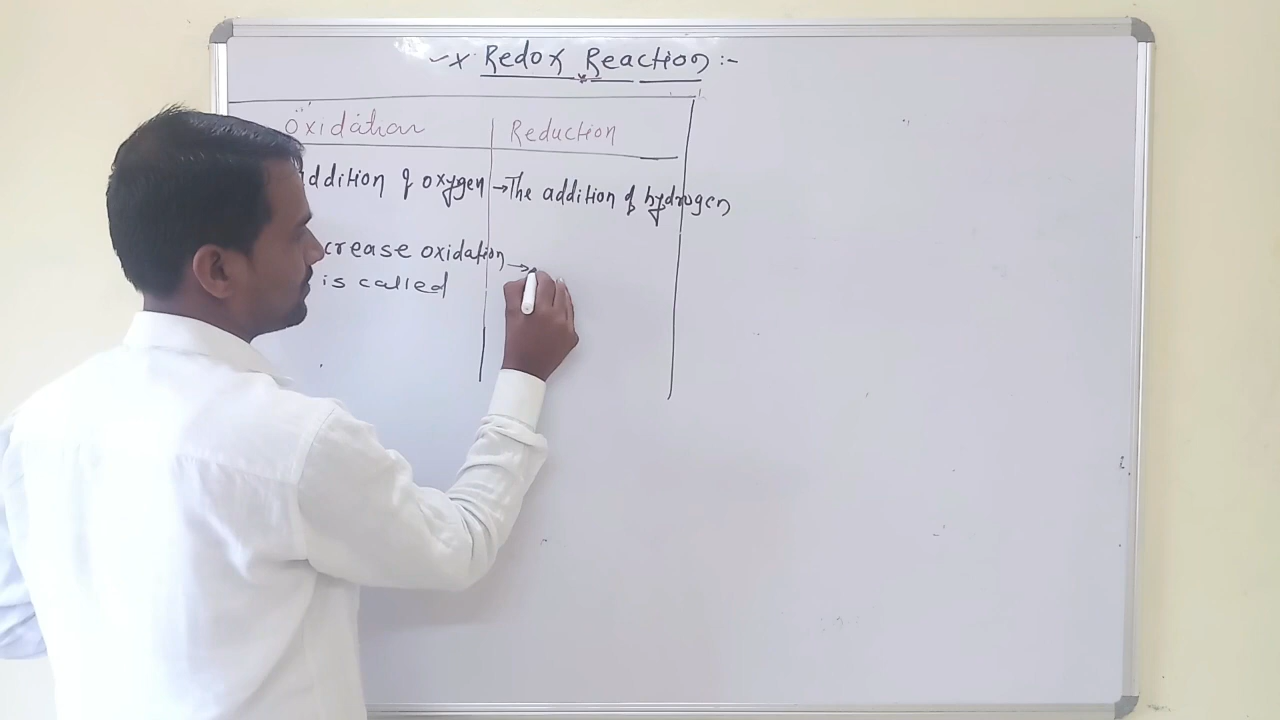 Redox Reaction :-
Oxidation
Reduction
ddition of oxygen
→ The addition of hydrogen
crease oxidation
is called
→